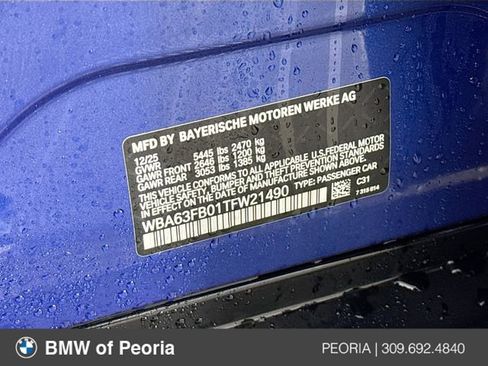 MFD BY BAYERISCHE MOTOREN WERKE AG
12/25
GVWR 5445 lbs 2470 kg
GAWR FRONT 2646 lbs 1200 kg
GAWR REAR 3053 lbs 1385 kg
THIS VEHICLE CONFORMS TO ALL APPLICABLE U.S. FEDERAL MOTOR
VEHICLE SAFETY, BUMPER, AND THEFT PREVENTION STANDARDS
IN EFFECT ON THE DATE OF MANUFACTURE SHOWN ABOVE.
WBA63FB01TFW21490 TYPE: PASSENGER CAR
C31
7 315 814
BMW of Peoria
PEORIA | 309.692.4840